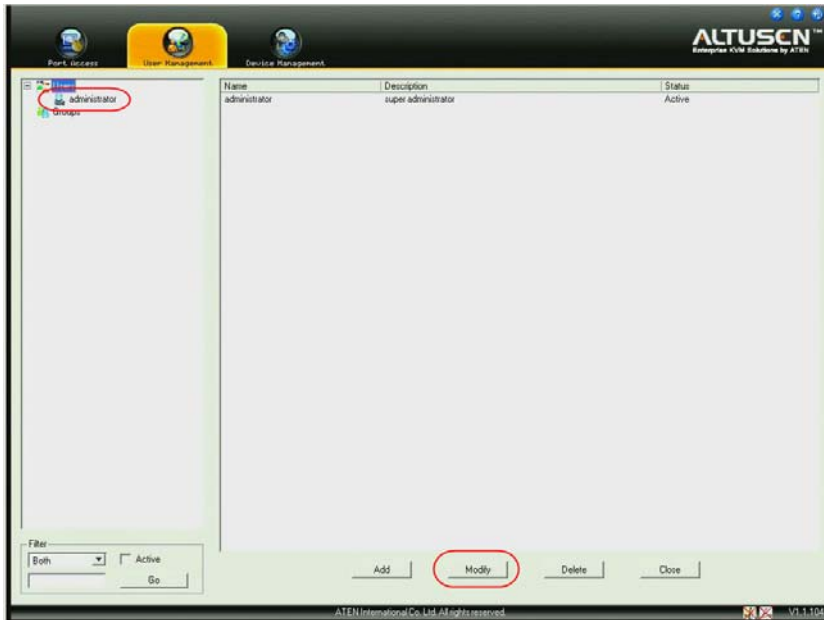 ALTUSEN™
Enterprise KVM Solutions by ATEN
Port Access
User Management
Device Management
Users
administrator
Groups
Name Description Status
administrator super administrator Active
Filter
Both
Active
Go
Add
Modify
Delete
Close
ATEN International Co. Ltd. All rights reserved.
V1.1.104